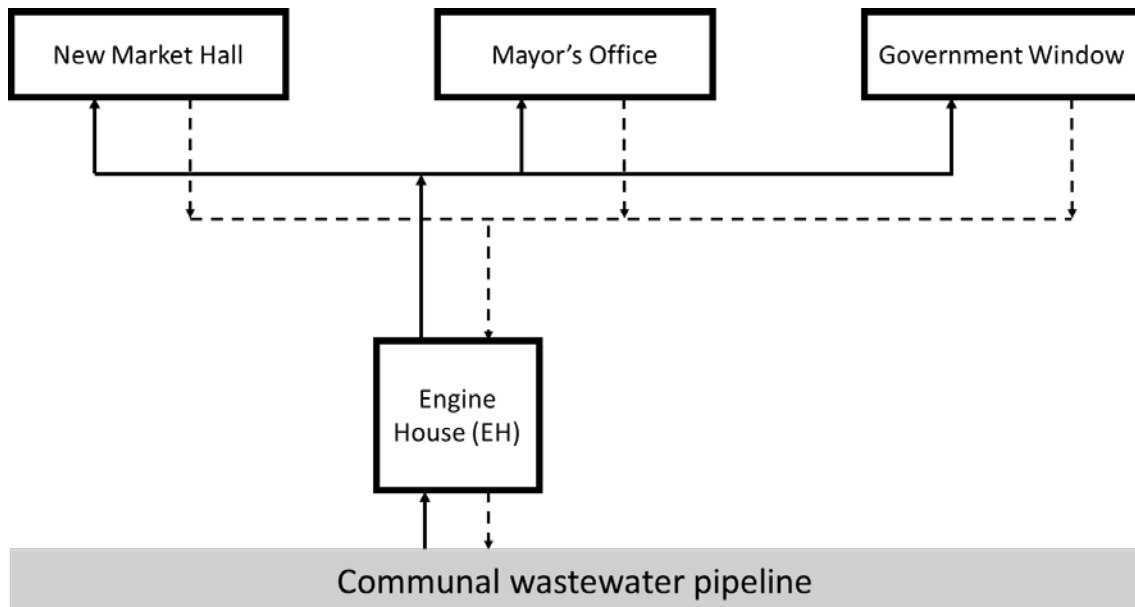 New Market Hall
Mayor’s Office
Government Window
Engine
House (EH)
Communal wastewater pipeline